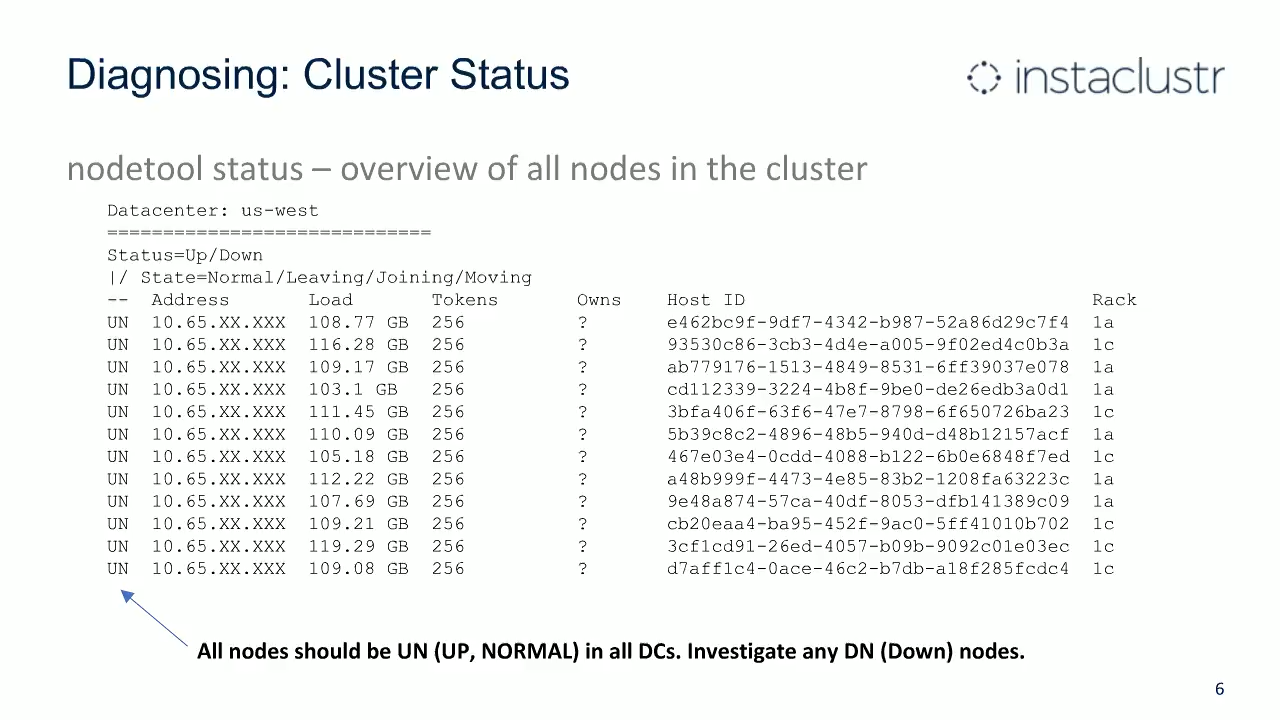 Diagnosing: Cluster Status
instaclustr
nodetool status – overview of all nodes in the cluster
Datacenter: us-west
=============================
Status=Up/Down
|/ State=Normal/Leaving/Joining/Moving
-- Address Load Tokens Owns Host ID Rack
UN 10.65.XX.XXX 108.77 GB 256 ? e462bc9f-9df7-4342-b987-52a86d29c7f4 1a
UN 10.65.XX.XXX 116.28 GB 256 ? 93530c86-3cb3-4d4e-a005-9f02ed4c0b3a 1c
UN 10.65.XX.XXX 109.17 GB 256 ? ab779176-1513-4849-8531-6ff39037e078 1a
UN 10.65.XX.XXX 103.1 GB 256 ? cd112339-3224-4b8f-9be0-de26edb3a0d1 1a
UN 10.65.XX.XXX 111.45 GB 256 ? 3bfa406f-63f6-47e7-8798-6f650726ba23 1c
UN 10.65.XX.XXX 110.09 GB 256 ? 5b39c8c2-4896-48b5-940d-d48b12157acf 1a
UN 10.65.XX.XXX 105.18 GB 256 ? 467e03e4-0cdd-4088-b122-6b0e6848f7ed 1c
UN 10.65.XX.XXX 112.22 GB 256 ? a48b999f-4473-4e85-83b2-1208fa63223c 1a
UN 10.65.XX.XXX 107.69 GB 256 ? 9e48a874-57ca-40df-8053-dfb141389c09 1a
UN 10.65.XX.XXX 109.21 GB 256 ? cb20eaa4-ba95-452f-9ac0-5ff41010b702 1c
UN 10.65.XX.XXX 119.29 GB 256 ? 3cf1cd91-26ed-4057-b09b-9092c01e03ec 1c
UN 10.65.XX.XXX 109.08 GB 256 ? d7aff1c4-0ace-46c2-b7db-a18f285fcdc4 1c
All nodes should be UN (UP, NORMAL) in all DCs. Investigate any DN (Down) nodes.
6